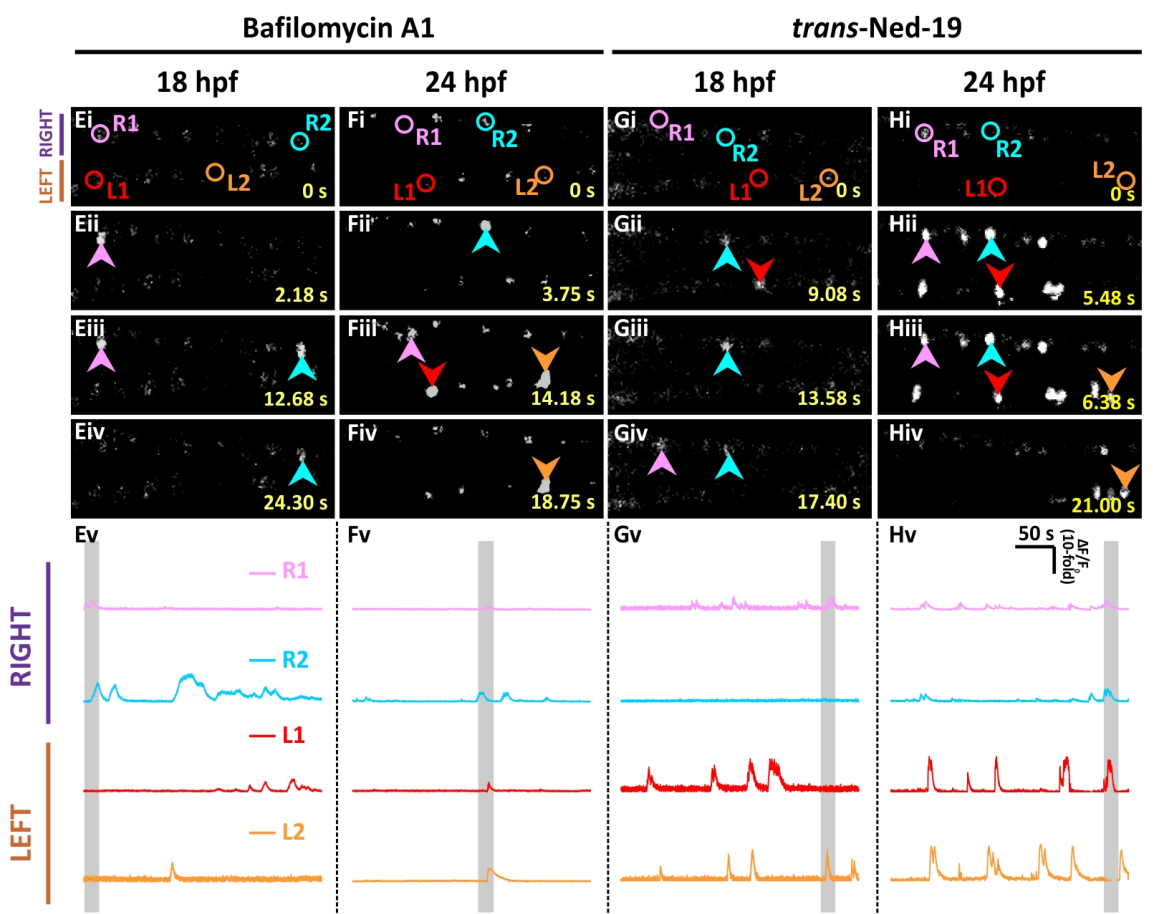 Bafilomycin A1
trans-Ned-19
18 hpf
24 hpf
18 hpf
24 hpf
RIGHT
LEFT
Ei
R1
R2
L1
L2
0 s
Fi
R1
R2
L1
L2
0 s
Gi
R1
R2
L1
L2
0 s
Hi
R1
R2
L1
L2
0 s
Eii
2.18 s
Fii
3.75 s
Gii
9.08 s
Hii
5.48 s
Eiii
12.68 s
Fiii
14.18 s
Giii
13.58 s
Hiii
6.38 s
Eiv
24.30 s
Fiv
18.75 s
Giv
17.40 s
Hiv
21.00 s
Ev
Fv
Gv
Hv
50 s
ΔF/F₀
(10-fold)
RIGHT
R1
R2
LEFT
L1
L2